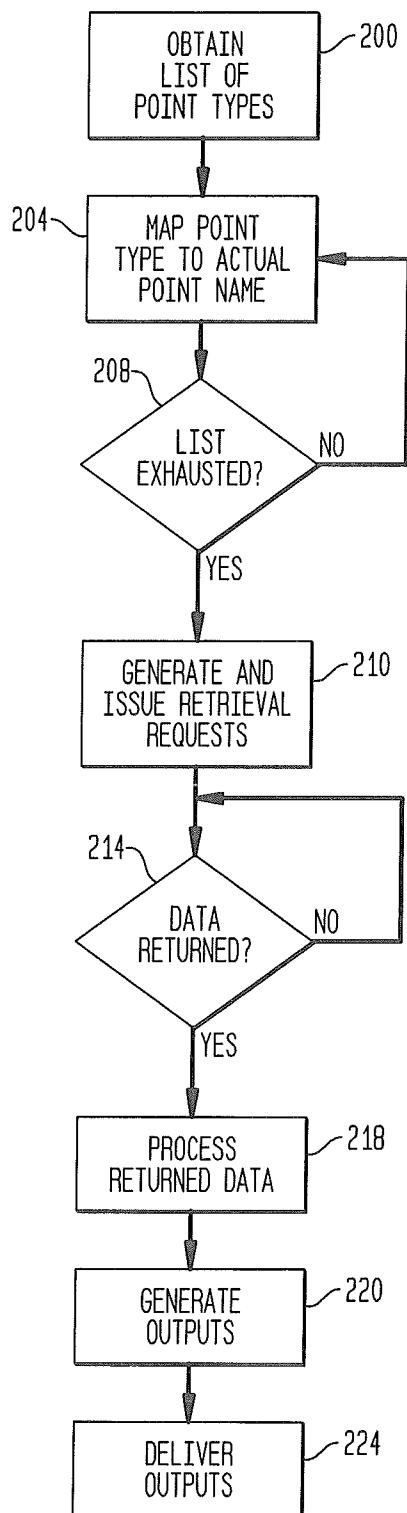 OBTAIN
LIST OF
POINT TYPES
200
204
MAP POINT
TYPE TO ACTUAL
POINT NAME
208
LIST
EXHAUSTED?
NO
YES
GENERATE AND
ISSUE RETRIEVAL
REQUESTS
210
214
DATA
RETURNED?
NO
YES
PROCESS
RETURNED DATA
218
GENERATE
OUTPUTS
220
DELIVER
OUTPUTS
224